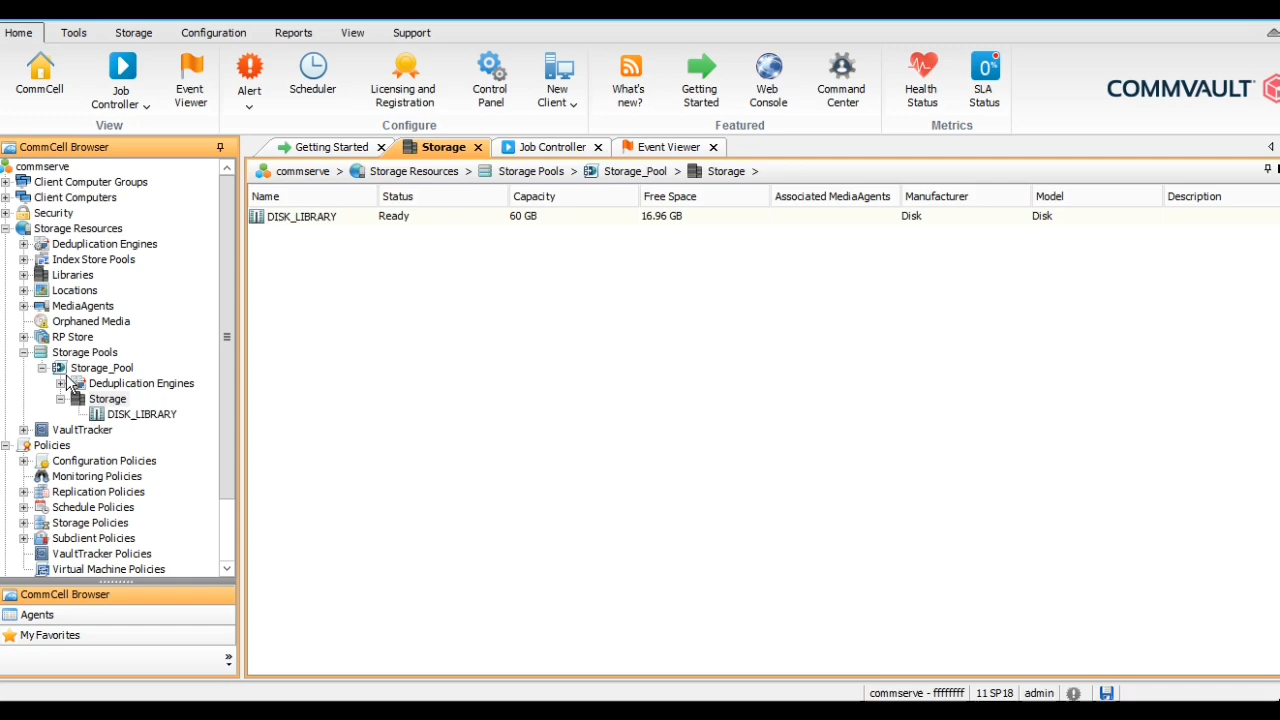 Home Tools Storage Configuration Reports View Support
CommCell Job Controller Event Viewer Alert Scheduler Licensing and Registration Control Panel New Client What's new? Getting Started Web Console Command Center Health Status 0* SLA Status
COMMVAULT
View Configure Featured Metrics
CommCell Browser
Getting Started Storage Job Controller Event Viewer
commserve > Storage Resources > Storage Pools > Storage_Pool > Storage >
Name Status Capacity Free Space Associated MediaAgents Manufacturer Model Description
DISK_LIBRARY Ready 60 GB 16.96 GB Disk Disk
commserve
Client Computer Groups
Client Computers
Security
Storage Resources
Deduplication Engines
Index Store Pools
Libraries
Locations
MediaAgents
Orphaned Media
RP Store
Storage Pools
Storage_Pool
Deduplication Engines
Storage
DISK_LIBRARY
VaultTracker
Policies
Configuration Policies
Monitoring Policies
Replication Policies
Schedule Policies
Storage Policies
Subclient Policies
VaultTracker Policies
Virtual Machine Policies
CommCell Browser
Agents
My Favorites
commserve - ffffffff 11 SP18 admin